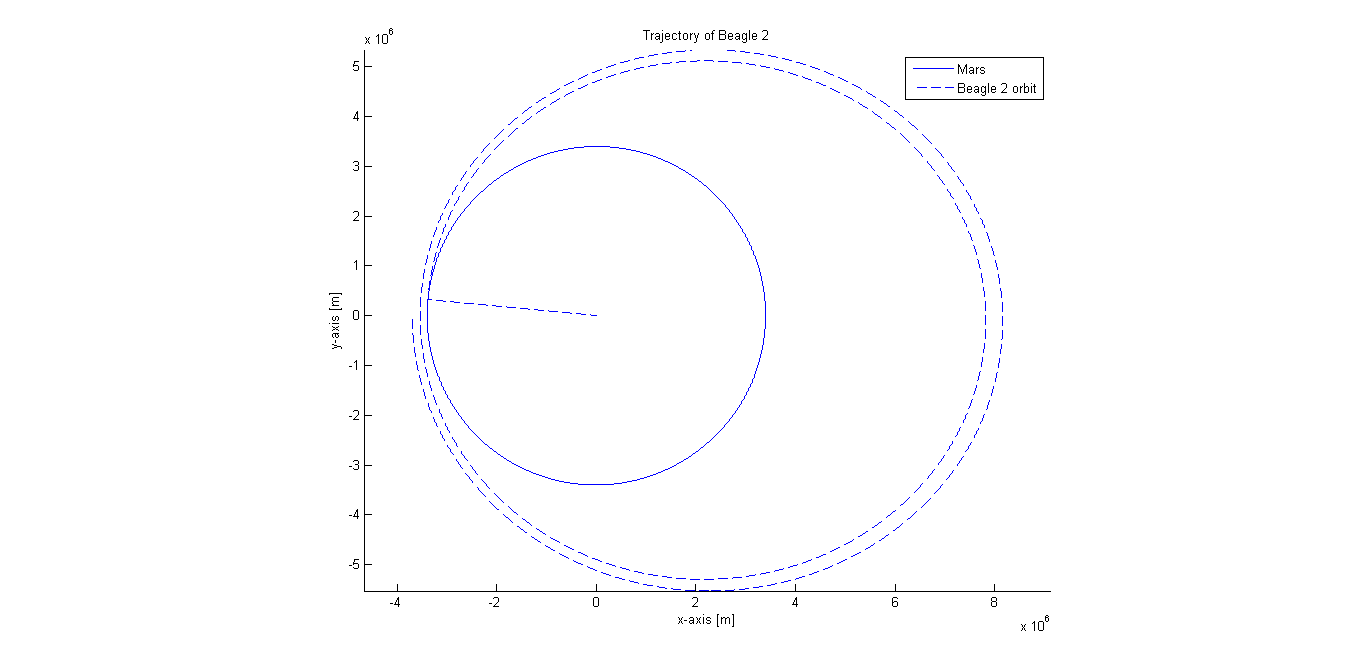 Trajectory of Beagle 2
x 10^6
Mars
Beagle 2 orbit
5
4
3
2
1
0
-1
-2
-3
-4
-5
y-axis [m]
-4 -2 0 2 4 6 8
x-axis [m]
x 10^6